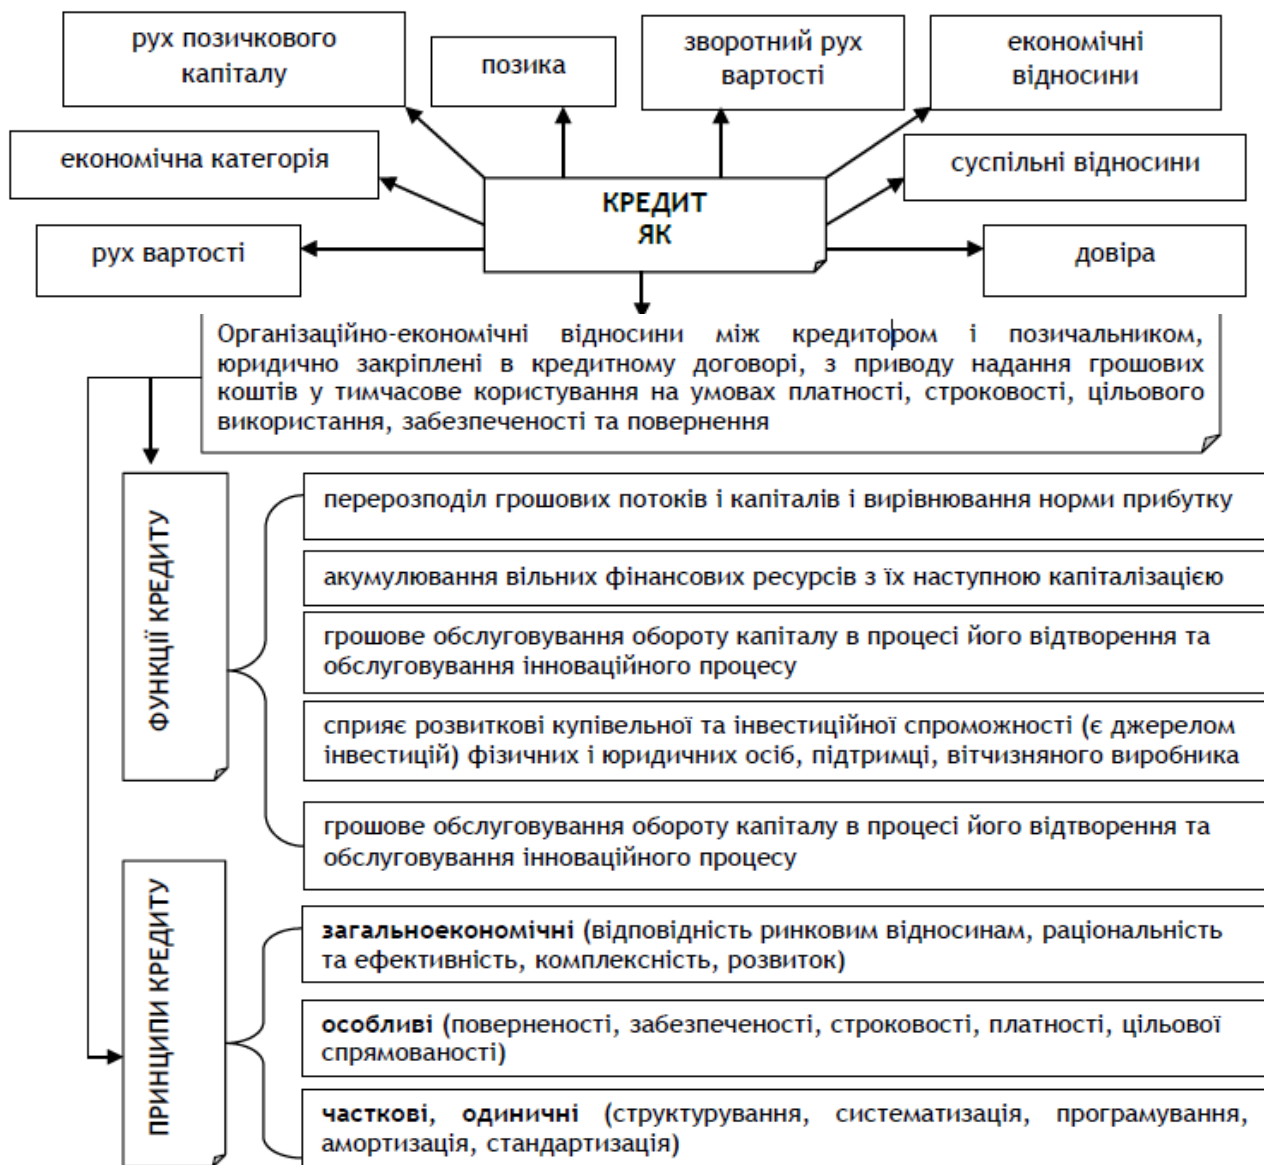 рух позичкового
капіталу
позика
зворотний рух
вартості
економічні
відносини
економічна категорія
суспільні відносини
КРЕДИТ
ЯК
рух вартості
довіра
Організаційно-економічні відносини між кредитором і позичальником,
юридично закріплені в кредитному договорі, з приводу надання грошових
коштів у тимчасове користування на умовах платності, строковості, цільового
використання, забезпеченості та повернення
ФУНКЦІЇ КРЕДИТУ
перерозподіл грошових потоків і капіталів і вирівнювання норми прибутку
акумулювання вільних фінансових ресурсів з їх наступною капіталізацією
грошове обслуговування обороту капіталу в процесі його відтворення та
обслуговування інноваційного процесу
сприяє розвиткові купівельної та інвестиційної спроможності (є джерелом
інвестицій) фізичних і юридичних осіб, підтримці, вітчизняного виробника
грошове обслуговування обороту капіталу в процесі його відтворення та
обслуговування інноваційного процесу
ПРИНЦИПИ КРЕДИТУ
загальноекономічні (відповідність ринковим відносинам, раціональність
та ефективність, комплексність, розвиток)
особливі (поверненості, забезпеченості, строковості, платності, цільової
спрямованості)
часткові, одиничні (структурування, систематизація, програмування,
амортизація, стандартизація)